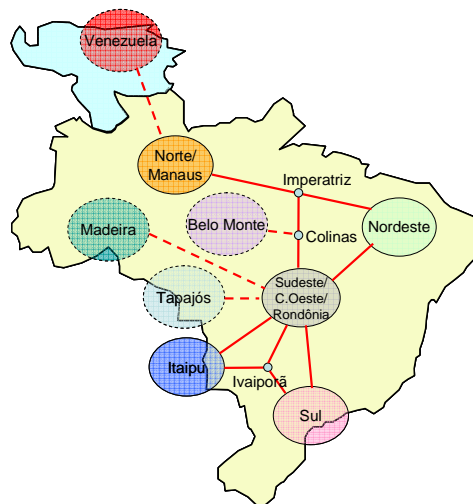 Venezuela
Norte/
Manaus
Imperatriz
Belo Monte
Nordeste
Madeira
Colinas
Sudeste/
C.Oeste/
Rondônia
Tapajós
Itaipu
Ivaiporã
Sul